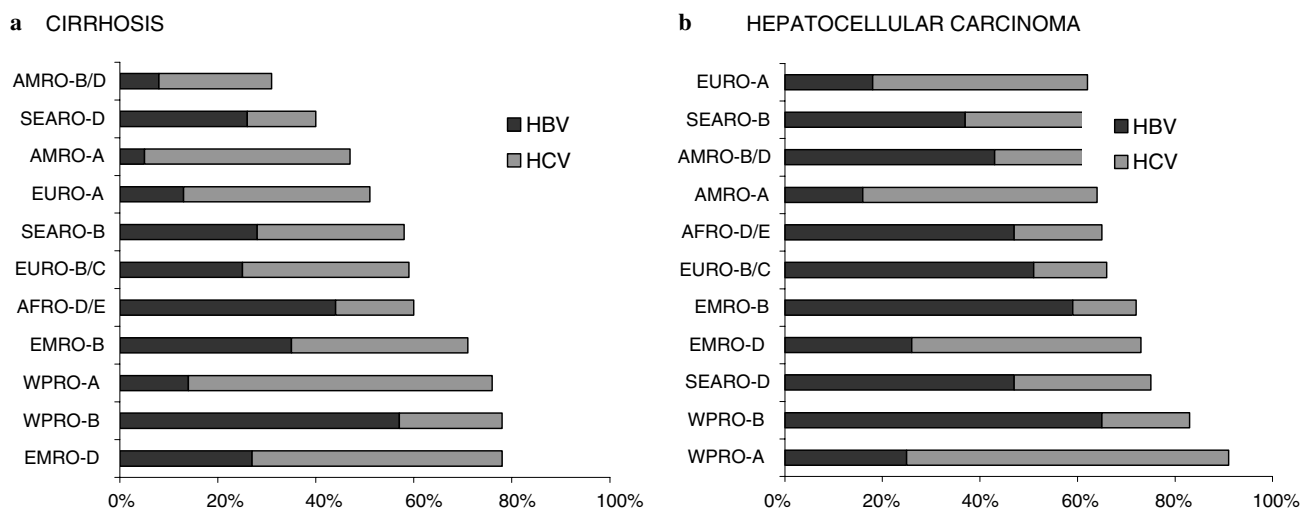 a CIRRHOSIS
AMRO-B/D
SEARO-D
AMRO-A
EURO-A
SEARO-B
EURO-B/C
AFRO-D/E
EMRO-B
WPRO-A
WPRO-B
EMRO-D
HBV
HCV
0% 20% 40% 60% 80% 100%
b HEPATOCELLULAR CARCINOMA
EURO-A
SEARO-B
AMRO-B/D
AMRO-A
AFRO-D/E
EURO-B/C
EMRO-B
EMRO-D
SEARO-D
WPRO-B
WPRO-A
HBV
HCV
0% 20% 40% 60% 80% 100%